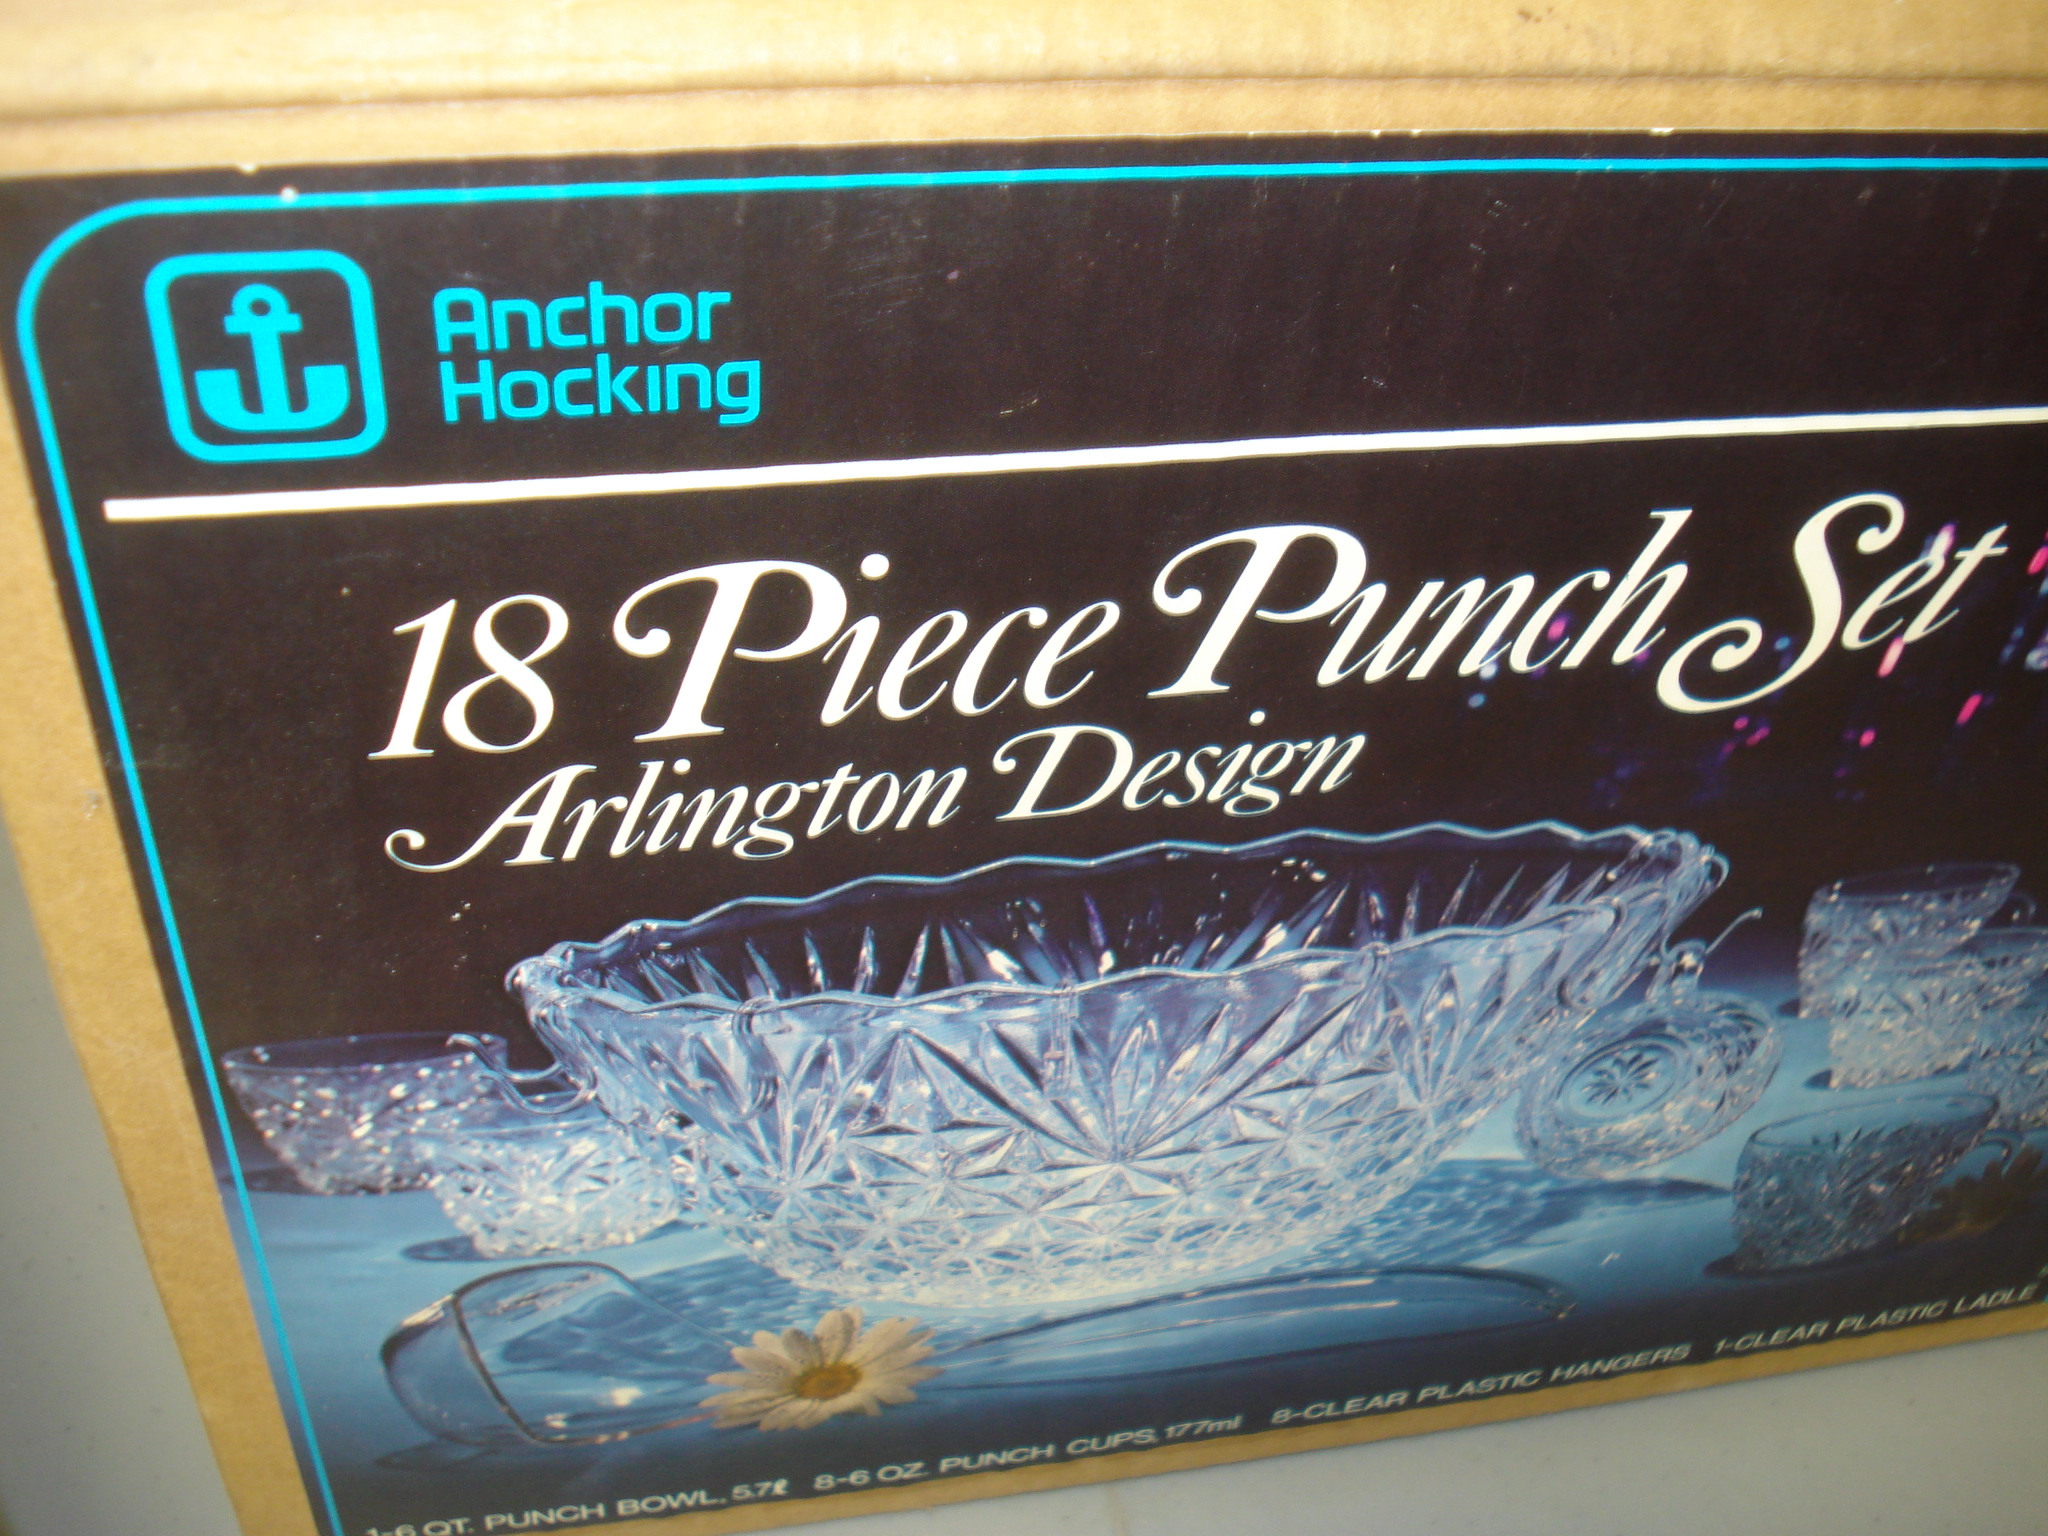 Anchor
Hocking
18 Piece Punch Set
Arlington Design
1-6 QT. PUNCH BOWL, 5.7ℓ 8-6 OZ. PUNCH CUPS, 177ml 8-CLEAR PLASTIC HANGERS 1-CLEAR PLASTIC LADLE